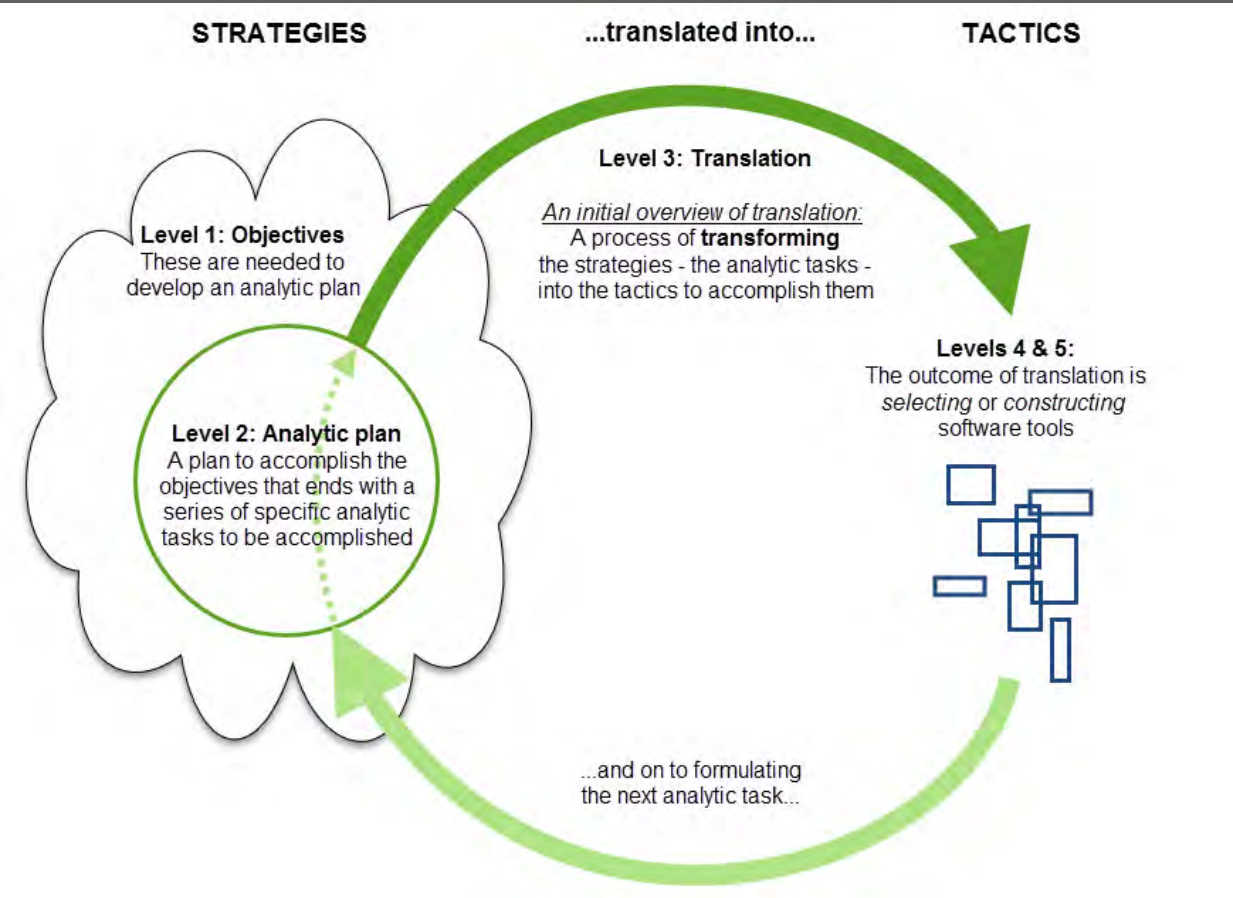 STRATEGIES
...translated into...
TACTICS
Level 1: Objectives
These are needed to
develop an analytic plan
Level 2: Analytic plan
A plan to accomplish the
objectives that ends with a
series of specific analytic
tasks to be accomplished
Level 3: Translation
An initial overview of translation:
A process of transforming
the strategies - the analytic tasks -
into the tactics to accomplish them
Levels 4 & 5:
The outcome of translation is
selecting or constructing
software tools
...and on to formulating
the next analytic task...